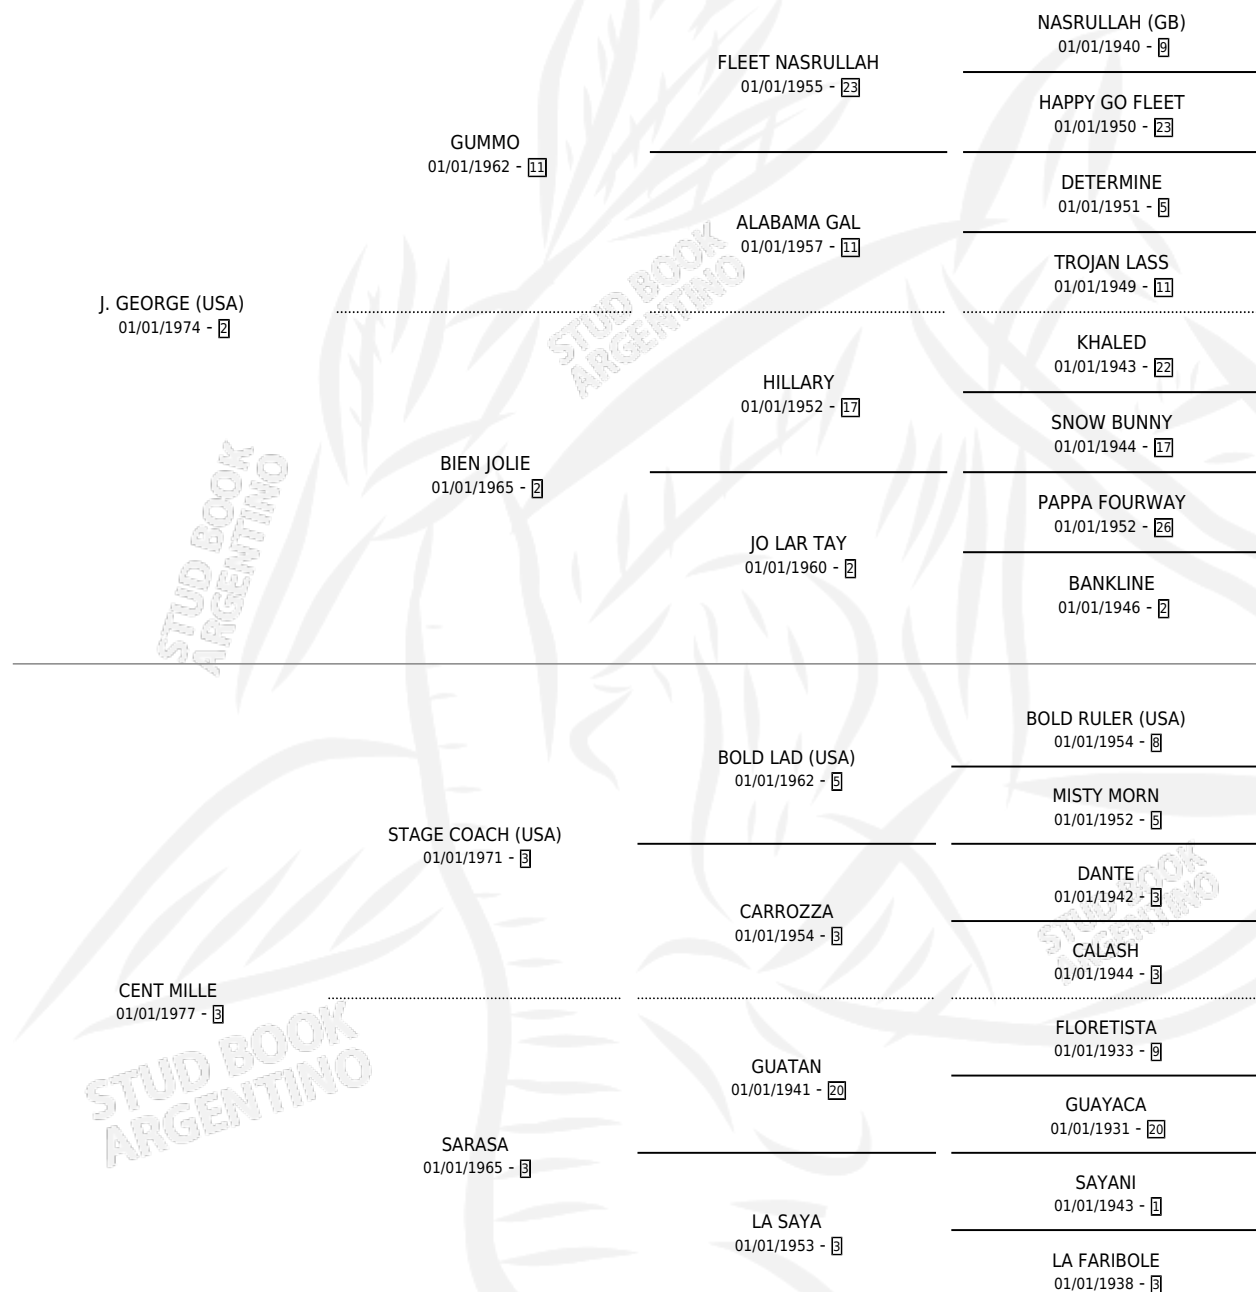 NASRULLAH (GB)
01/01/1940 - 9
FLEET NASRULLAH
01/01/1955 - 23
HAPPY GO FLEET
01/01/1950 - 23
GUMMO
01/01/1962 - 11
DETERMINE
01/01/1951 - 5
ALABAMA GAL
01/01/1957 - 11
TROJAN LASS
01/01/1949 - 11
J. GEORGE (USA)
01/01/1974 - 2
STUD BOOK
ARGENTINO
KHALED
01/01/1943 - 22
HILLARY
01/01/1952 - 17
SNOW BUNNY
01/01/1944 - 17
BIEN JOLIE
01/01/1965 - 2
PAPPA FOURWAY
01/01/1952 - 26
JO LAR TAY
01/01/1960 - 2
BANKLINE
01/01/1946 - 2
STUD BOOK
ARGENTINO
BOLD RULER (USA)
01/01/1954 - 8
BOLD LAD (USA)
01/01/1962 - 5
MISTY MORN
01/01/1952 - 5
STAGE COACH (USA)
01/01/1971 - 3
DANTE
01/01/1942 - 3
CARROZZA
01/01/1954 - 3
STUD BOOK
ARGENTINO
CALASH
01/01/1944 - 3
CENT MILLE
01/01/1977 - 3
FLORETISTA
01/01/1933 - 9
STUD BOOK
ARGENTINO
GUATAN
01/01/1941 - 20
GUAYACA
01/01/1931 - 20
SARASA
01/01/1965 - 3
SAYANI
01/01/1943 - 1
LA SAYA
01/01/1953 - 3
LA FARIBOLE
01/01/1938 - 3